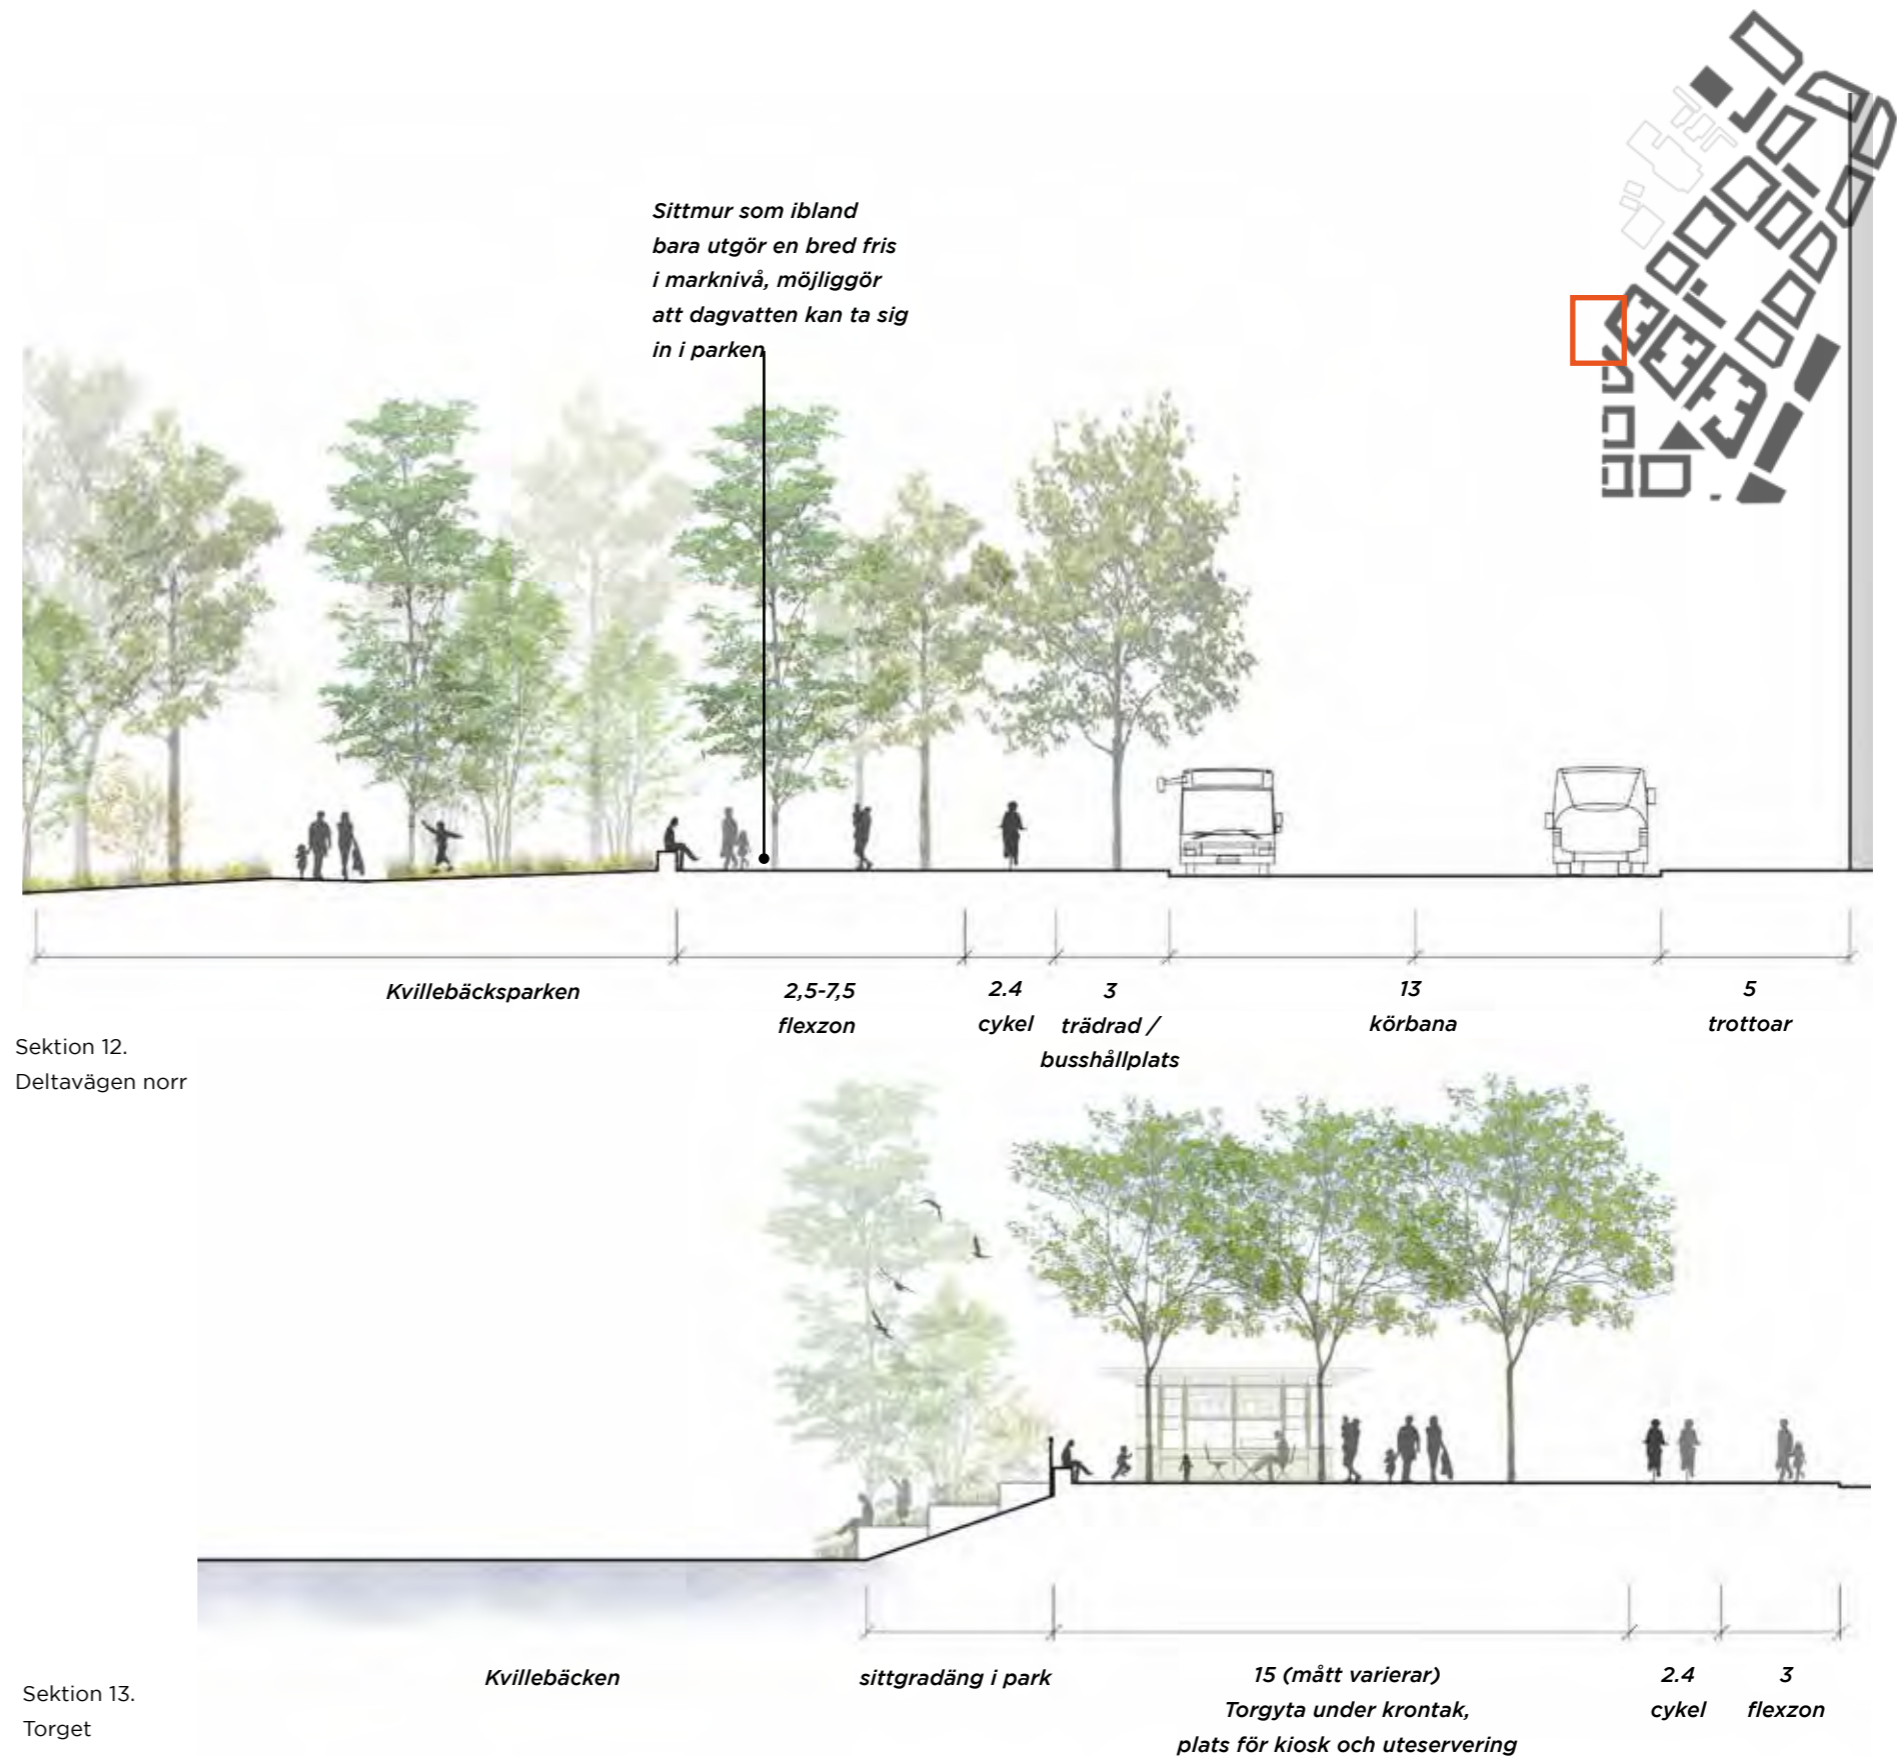 Sittmur som ibland
bara utgör en bred fris
i marknivå, möjliggör
att dagvatten kan ta sig
in i parken
Kvillebäcksparken
2,5-7,5
flexzon
2.4
cykel
3
trädrad /
busshållplats
13
körbana
5
trottoar
Sektion 12.
Deltavägen norr
Kvillebäcken
sittgradäng i park
15 (mått varierar)
Torgyta under krontak,
plats för kiosk och uteservering
2.4
cykel
3
flexzon
Sektion 13.
Torget